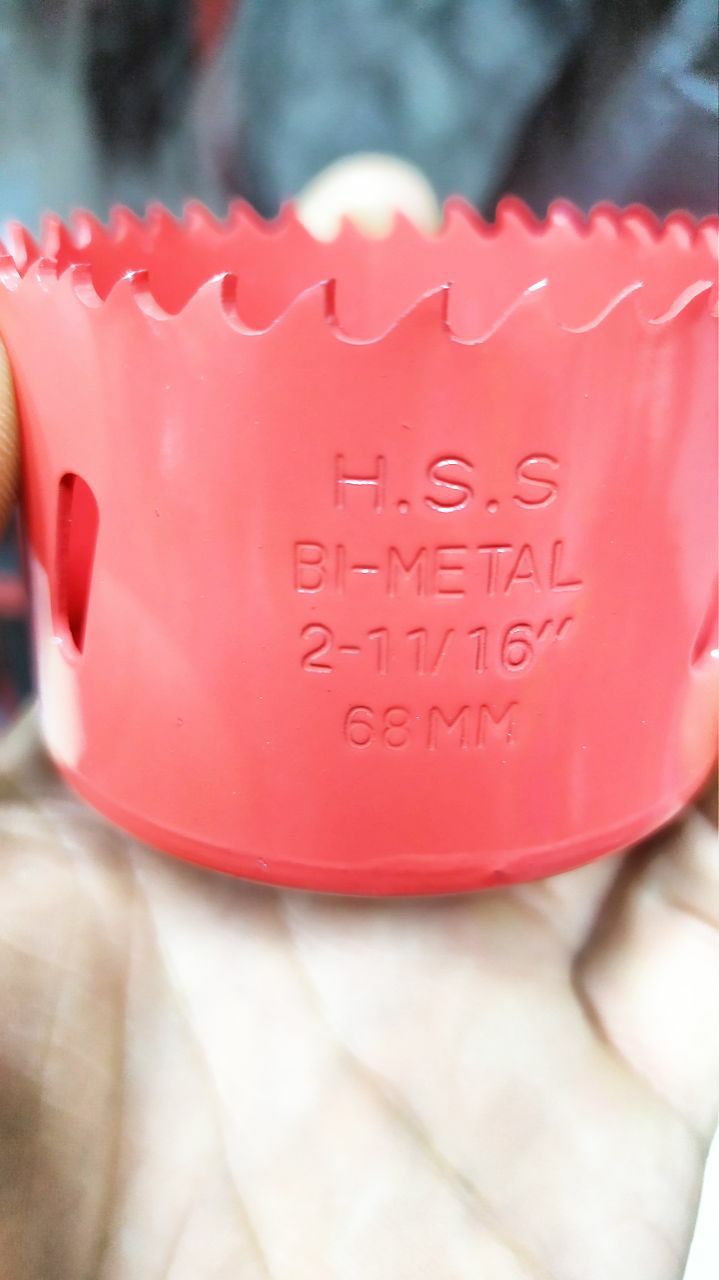 H.S.S
BI-METAL
2-11/16"
68MM